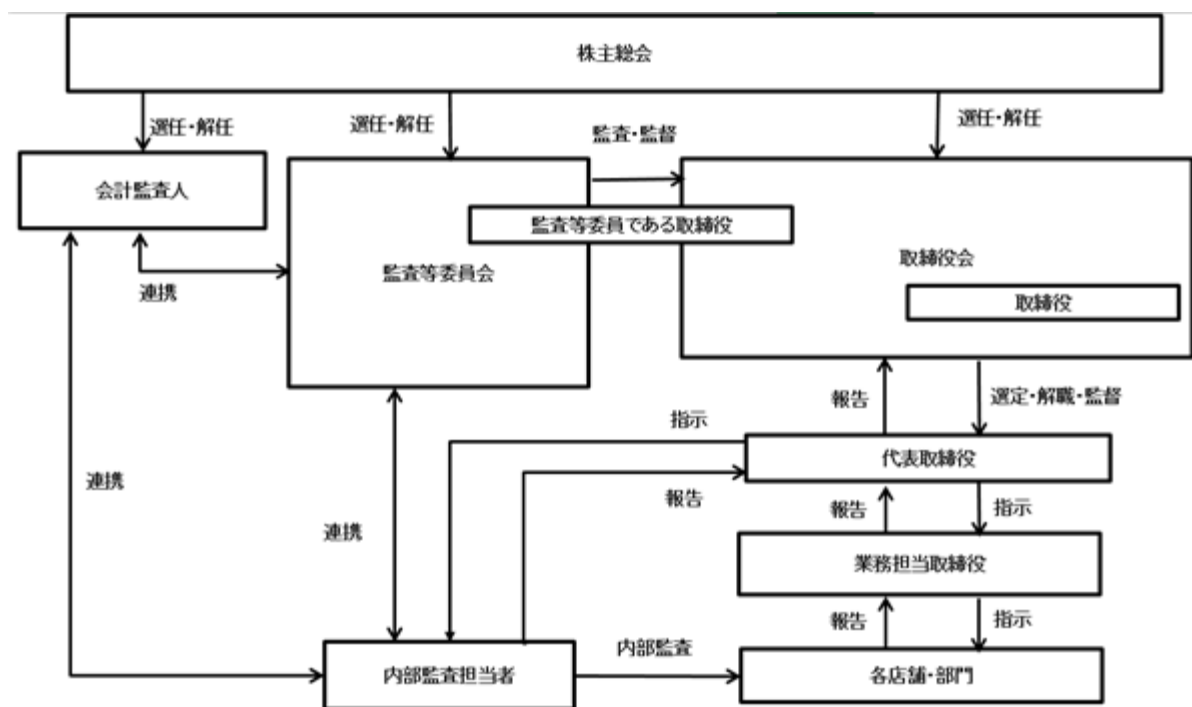 株主総会
選任・解任
選任・解任
選任・解任
監査・監督
会計監査人
監査等委員である取締役
監査等委員会
取締役会
連携
取締役
報告
選定・解職・監督
指示
代表取締役
連携
報告
報告
指示
連携
業務担当取締役
報告
指示
内部監査
内部監査担当者
各店舗・部門